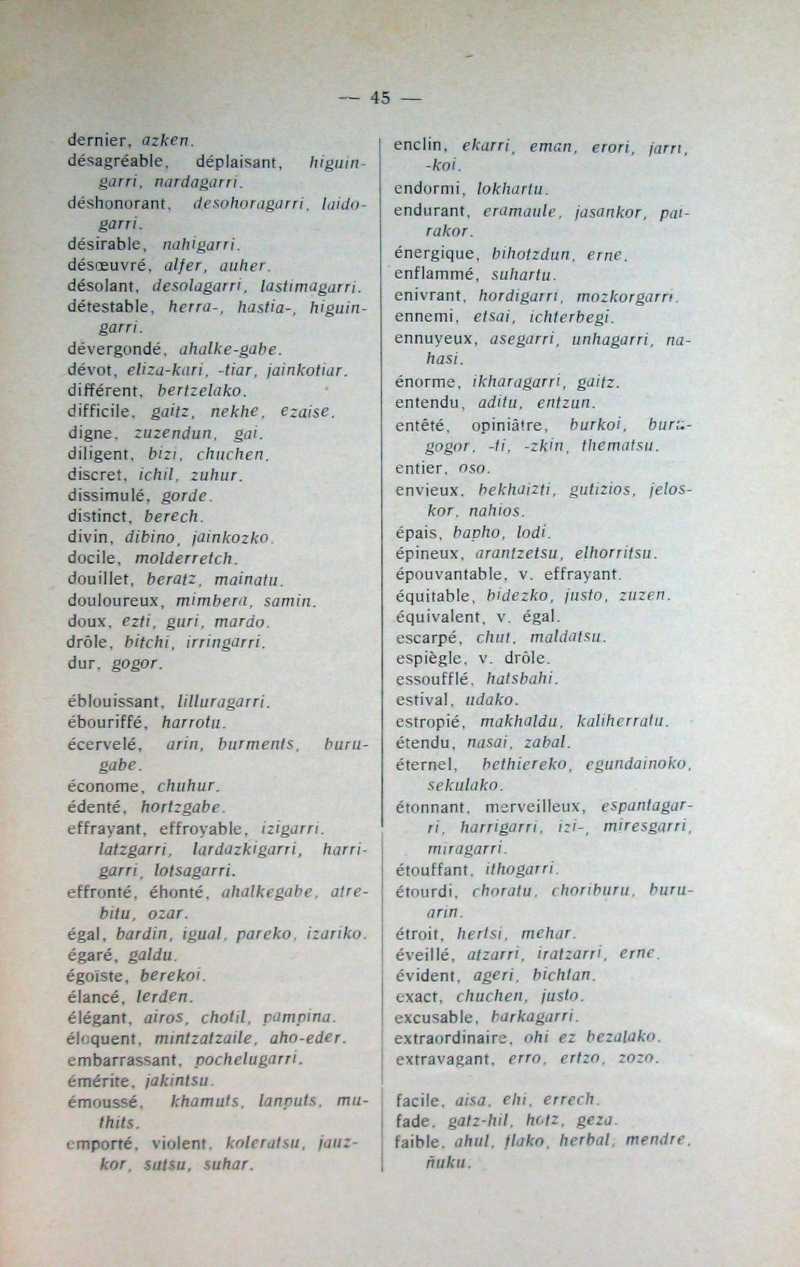 — 45 —
dernier, azken.
désagréable, déplaisant, higuin-
garri, nardagarri.
déshonorant, desohoragarri, laido-
garri.
désirable, nahigarri.
désœuvré, alfer, auher.
désolant, desolagarri, lastimagarri.
détestable, herra-, hastia-, higuin-
garri.
dévergondé, ahalke-gabe.
dévot, eliza-kari, -tiar, jainkotiar.
différent, bertzelako.
difficile, gaitz, nekhe, ezaise.
digne, zuzendun, gai.
diligent, bizi, chuchen.
discret, ichil, zuhur.
dissimulé, gorde.
distinct, berech.
divin, dibino, jainkozko.
docile, molderretch.
douillet, beratz, mainatu.
douloureux, mimbera, samin.
doux, ezti, guri, mardo.
drôle, bitchi, irringarri.
dur, gogor.
éblouissant, lilluragarri.
ébouriffé, harrotu.
écervelé, arin, burments, buru-
gabe.
économe, chuhur.
édenté, hortzgabe.
effrayant, effroyable, izigarri.
latzgarri, lardazkigarri, harri-
garri, lotsagarri.
effronté, éhonté, ahalkegabe, atre-
bitu, ozar.
égal, bardin, igual, pareko, izariko.
égaré, galdu.
égoïste, berekoi.
élancé, lerden.
élégant, airos, chotil, pampina.
éloquent, mintzatzaile, aho-eder.
embarrassant, pochelugarri.
émérite, jakintsu.
émoussé, khamuts, lanputs, mu-
thits.
emporté, violent, koleratsu, jauz-
kor, sutsu, suhar.
enclin, ekarri, eman, erori, jarri,
-koi.
endormi, lokhartu.
endurant, eramaule, jasankor, pai-
rakor.
énergique, bihotzdun, erne.
enflammé, suhartu.
enivrant, hordigarri, mozkorgarri.
ennemi, etsai, ichterbegi.
ennuyeux, asegarri, unhagarri, na-
hasi.
énorme, ikharagarri, gaitz.
entendu, aditu, entzun.
entêté, opiniâtre, burkoi, buru-
gogor, -ti, -zkin, thematsu.
entier, oso.
envieux, bekhaizti, gutizios, jelos-
kor, nahios.
épais, bapho, lodi.
épineux, arantzetsu, elhorritsu.
épouvantable, v. effrayant.
équitable, bidezko, justo, zuzen.
équivalent, v. égal.
escarpé, chut, maldatsu.
espiègle, v. drôle.
essoufflé, hatsbahi.
estival, udako.
estropié, makhaldu, kaliherratu.
étendu, nasai, zabal.
éternel, bethiereko, egundainoko,
sekulako.
étonnant, merveilleux, espantagar-
ri, harrigarri, izi-, miresgarri,
miragarri.
étouffant, ithogarri.
étourdi, choratu, choriburu, buru-
arin.
étroit, hertsi, mehar.
éveillé, atzarri, iratzarri, erne.
évident, ageri, bichtan.
exact, chuchen, justo.
excusable, barkagarri.
extraordinaire, ohi ez bezalako.
extravagant, erro, ertzo, zozo.
facile, aisa, ehi, errech.
fade, gatz-hil, hotz, geza.
faible, ahul, flako, herbal, mendre,
ñuku.